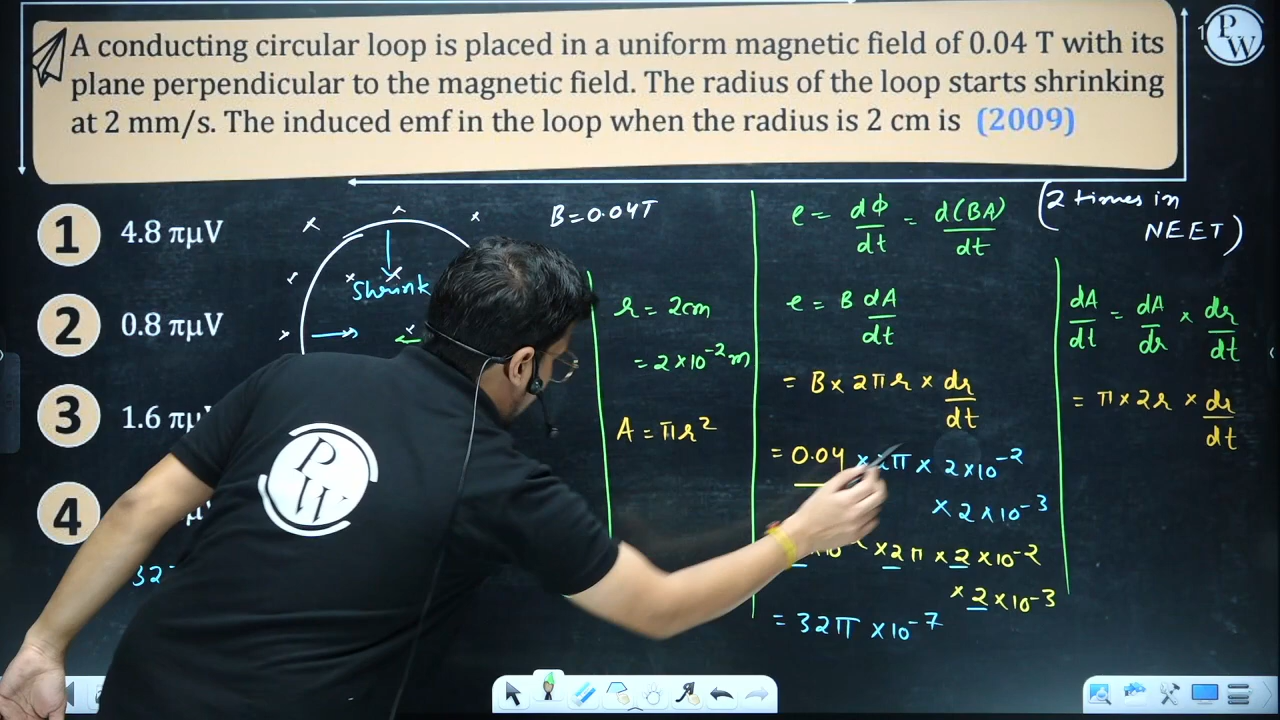 A conducting circular loop is placed in a uniform magnetic field of 0.04 T with its
plane perpendicular to the magnetic field. The radius of the loop starts shrinking
at 2 mm/s. The induced emf in the loop when the radius is 2 cm is (2009)
P
W
1 4.8 πμV
2 0.8 πμV
3 1.6 πμ
4
32
Shrink
B = 0.04T
r = 2cm
= 2×10⁻² m
A = πr²
e = dϕ/dt = d(BA)/dt
e = B dA/dt
= B × 2πr × dr/dt
= 0.04 × 2π × 2×10⁻²
× 2×10⁻³
×2π × 2×10⁻²
× 2×10⁻³
= 32π ×10⁻⁷
(2 times in
NEET)
dA/dt = dA/dr × dr/dt
= π × 2r × dr/dt
P
W